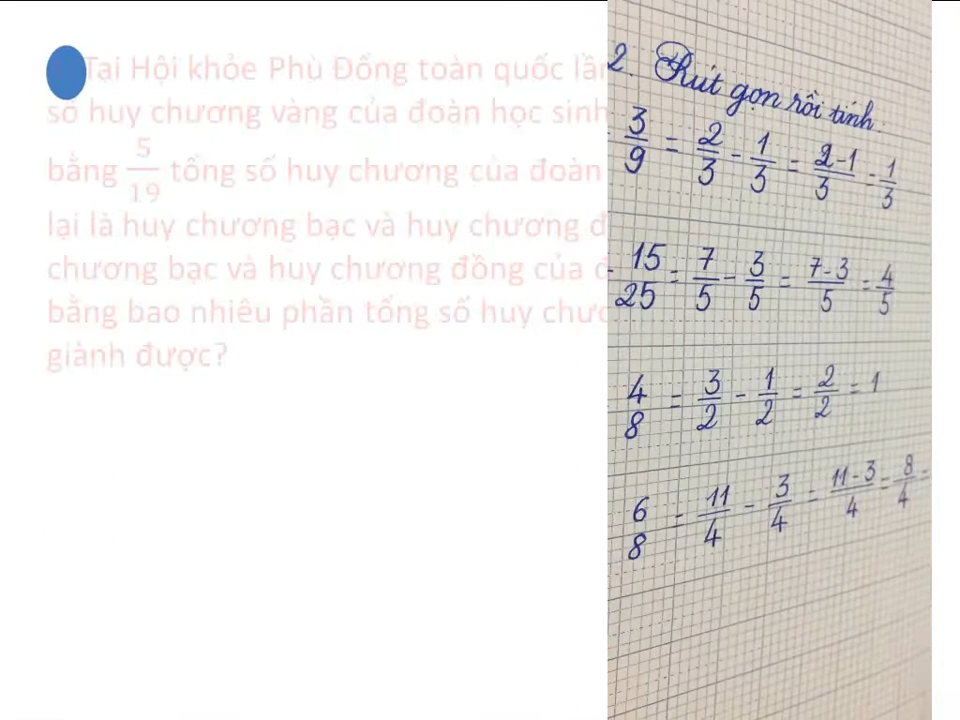 Tại Hội khỏe Phù Đổng toàn quốc lần
số huy chương vàng của đoàn học sinh
bằng 5/19 tổng số huy chương của đoàn
lại là huy chương bạc và huy chương
chương bạc và huy chương đồng của
bằng bao nhiêu phần tổng số huy
giành được?
2. Rút gọn rồi tính.
3/9 = 2/3 - 1/3 = 2-1/3 = 1/3
- 15/25 = 7/5 - 3/5 = 7-3/5 = 4/5
4/8 = 3/2 - 1/2 = 2/2 = 1
6/8 = 11/4 - 3/4 = 11-3/4 = 8/4 =